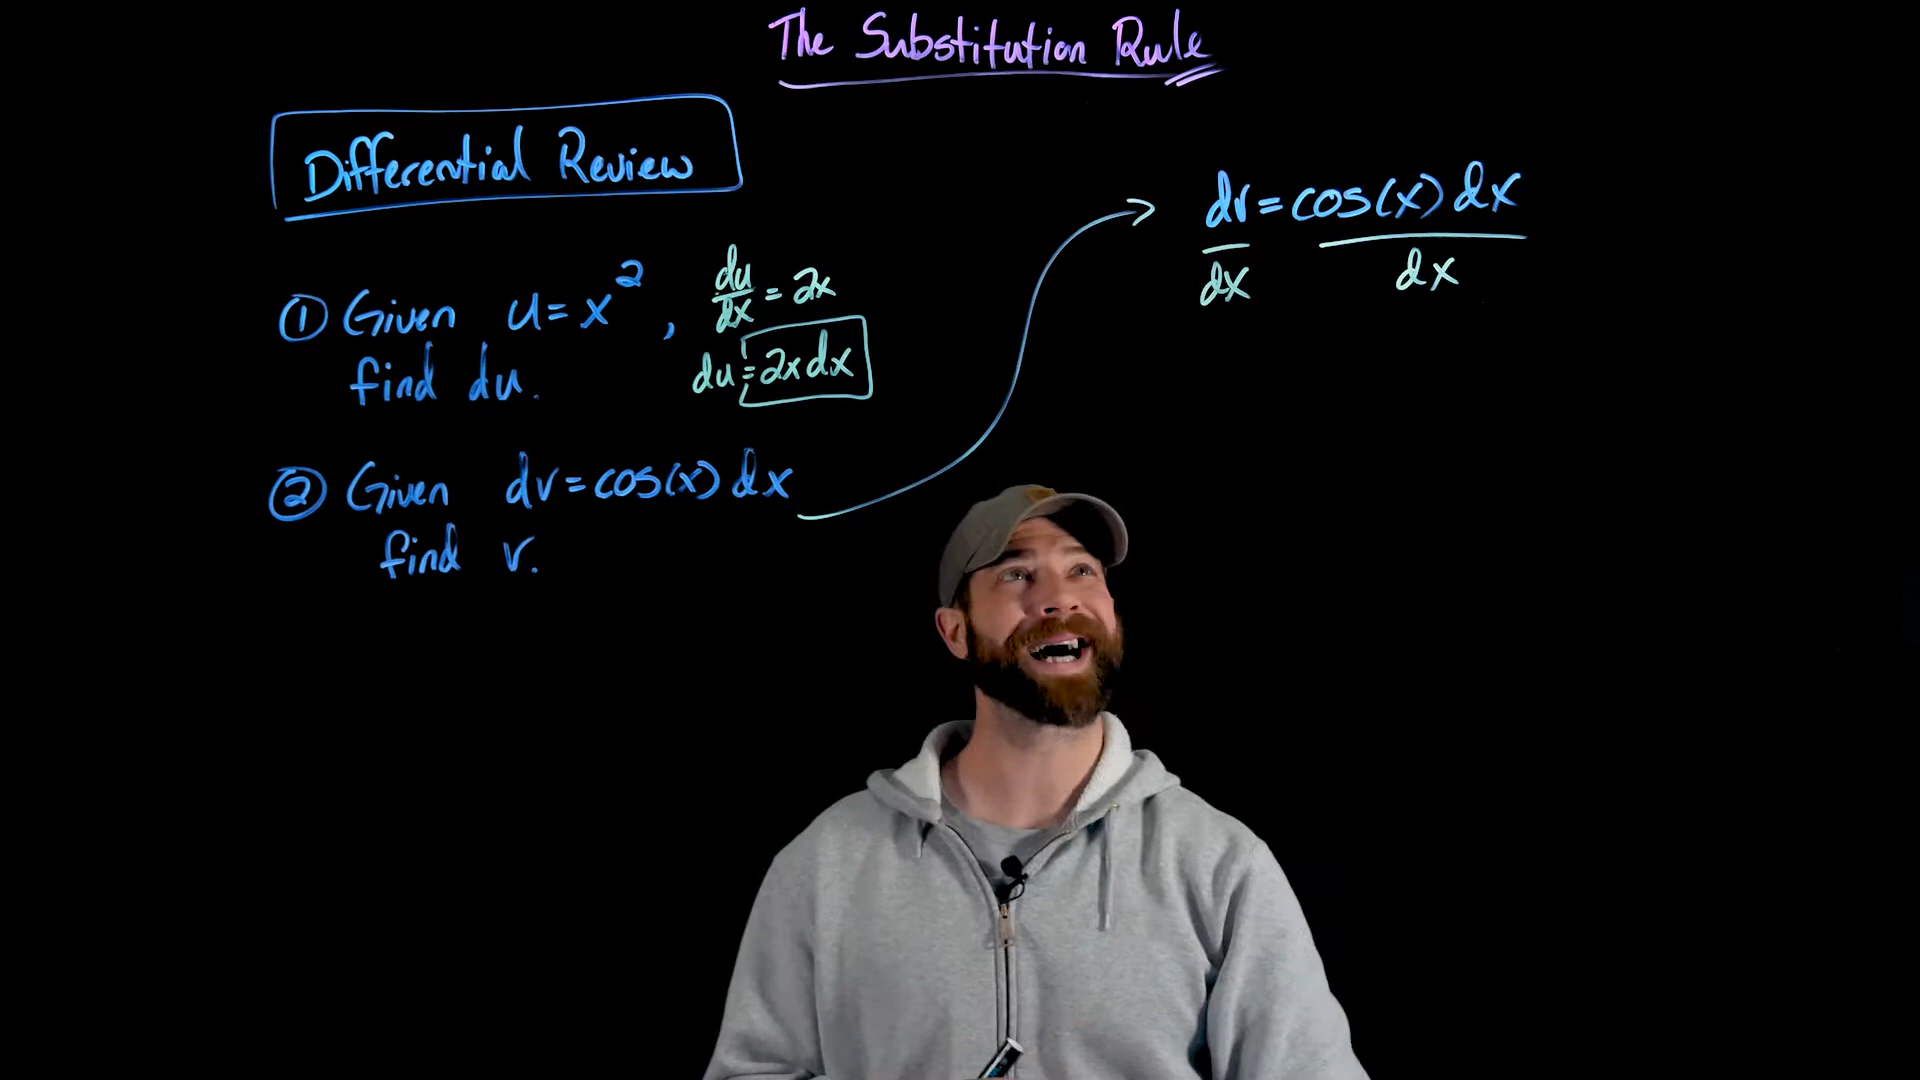 The Substitution Rule
Differential Review
① Given u = x², du/dx = 2x
find du. du = 2x dx
② Given dv = cos(x) dx
find v.
dv = cos(x) dx
dx dx